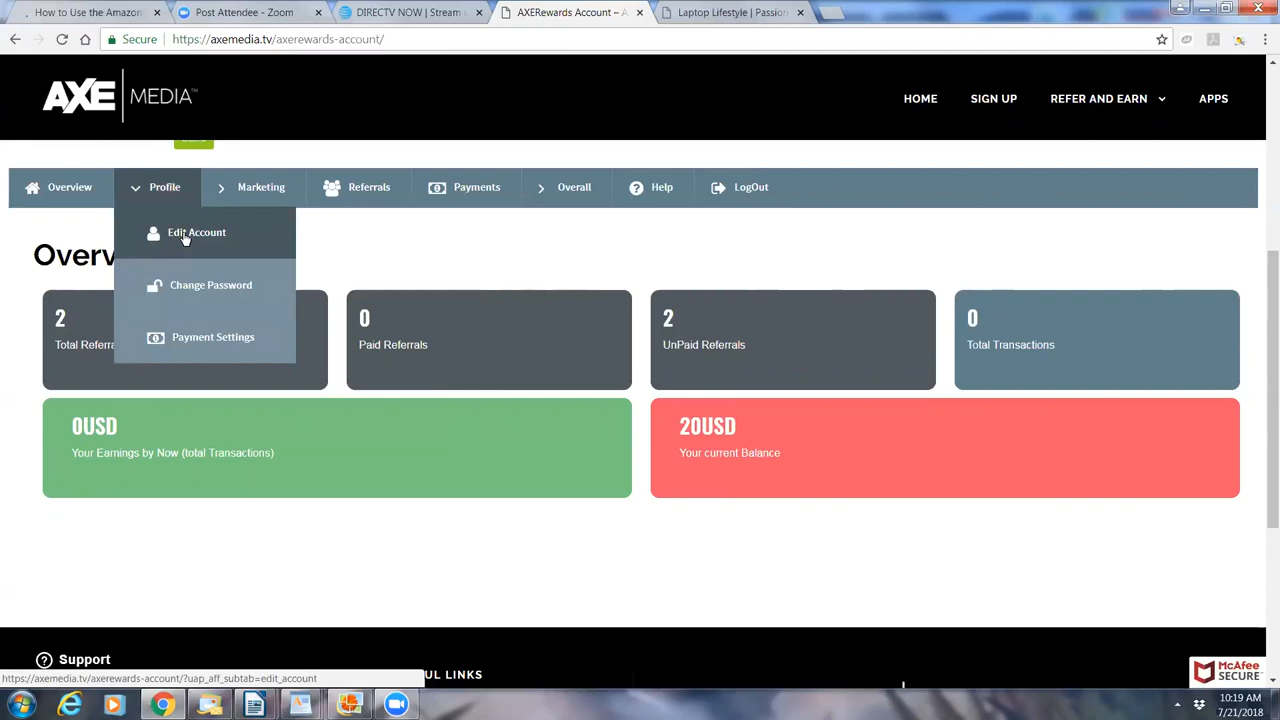 How to Use the Amazon
Post Attendee - Zoom
DIRECTV NOW | Stream
AXERewards Account – A
Laptop Lifestyle | Passion
Secure
https://axemedia.tv/axerewards-account/
AXE MEDIA™
HOME
SIGN UP
REFER AND EARN
APPS
Overview
Profile
Marketing
Referrals
Payments
Overall
Help
LogOut
Edit Account
Change Password
Payment Settings
Overv
2
Total Referra
0
Paid Referrals
2
UnPaid Referrals
0
Total Transactions
0USD
Your Earnings by Now (total Transactions)
20USD
Your current Balance
Support
UL LINKS
https://axemedia.tv/axerewards-account/?uap_aff_subtab=edit_account
McAfee
SECURE™
10:19 AM
7/21/2018